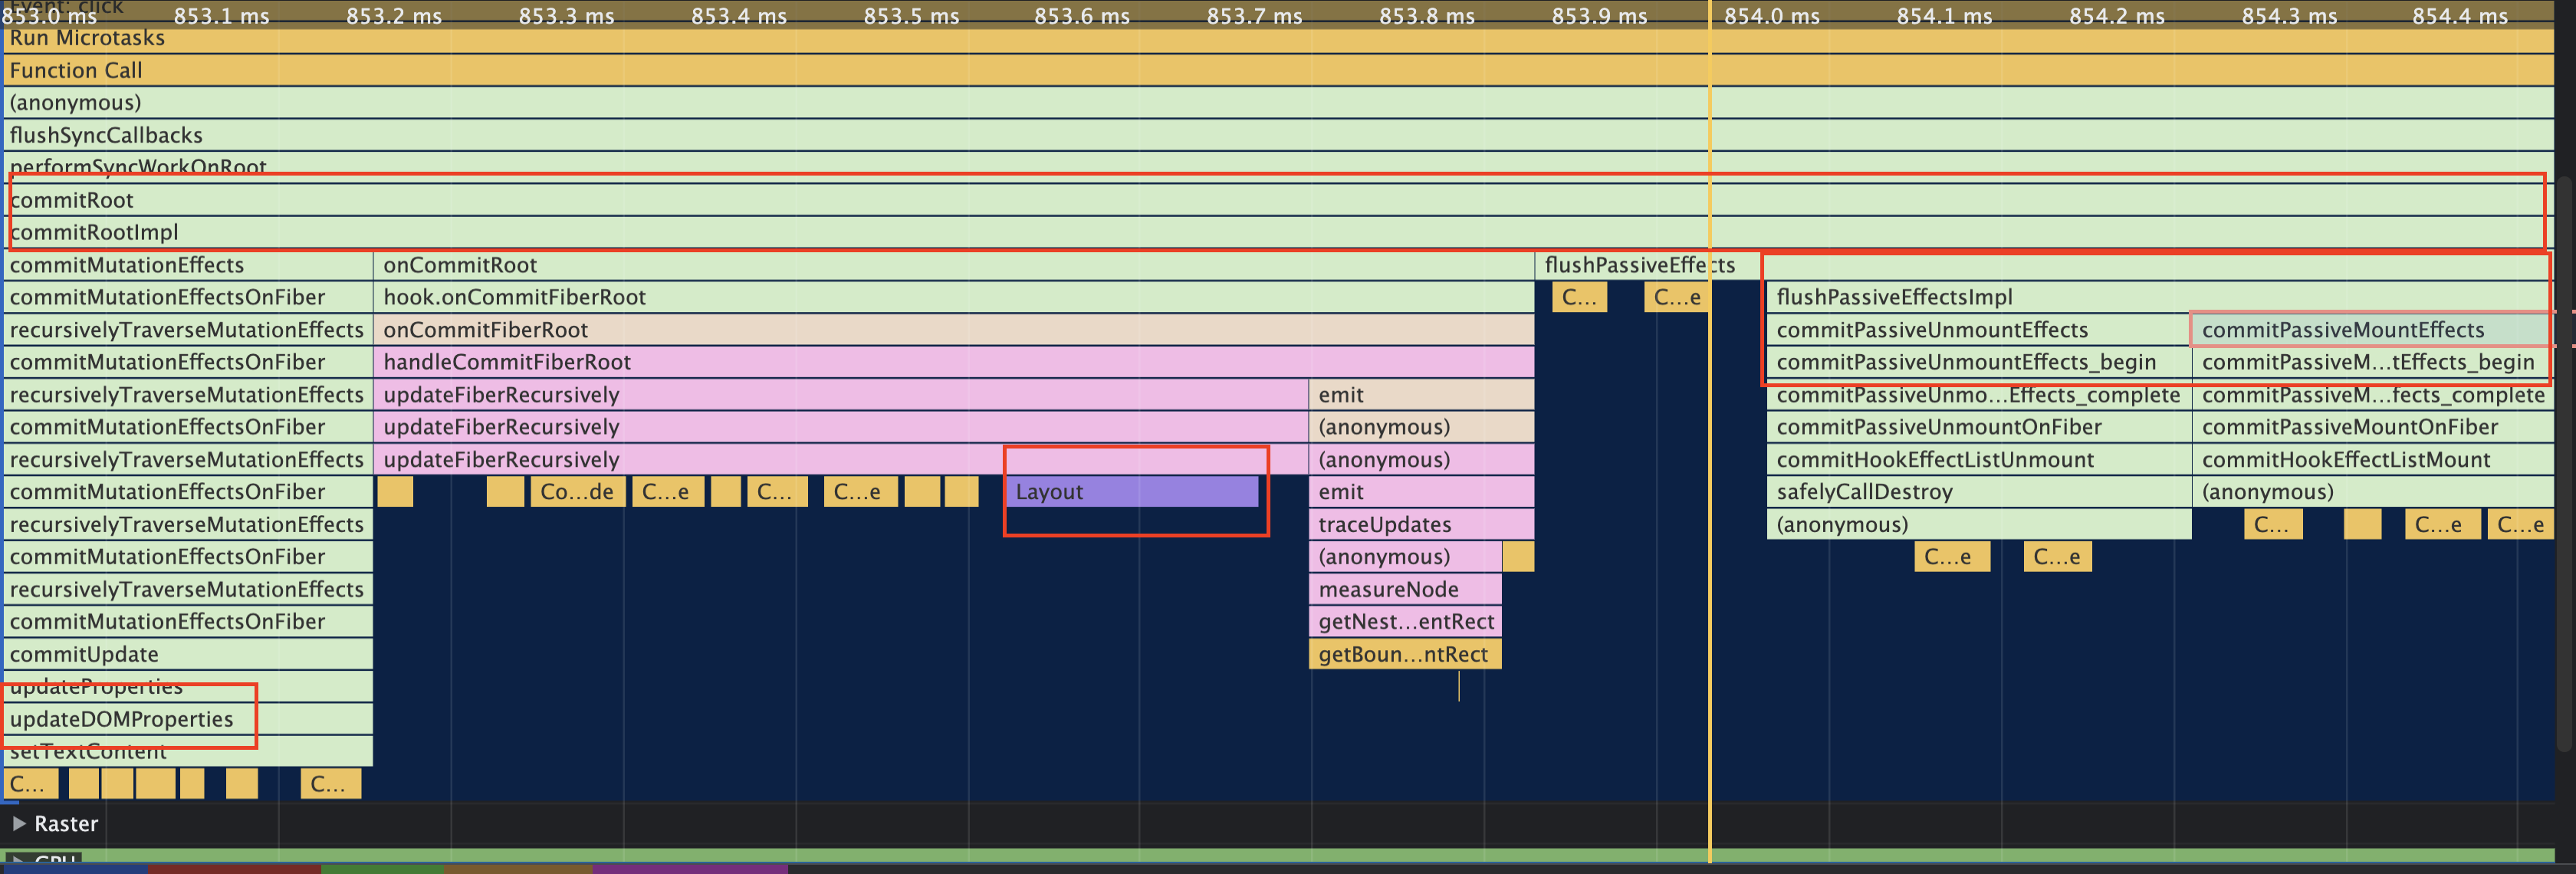 Event: click
853.0 ms 853.1 ms 853.2 ms 853.3 ms 853.4 ms 853.5 ms 853.6 ms 853.7 ms 853.8 ms 853.9 ms 854.0 ms 854.1 ms 854.2 ms 854.3 ms 854.4 ms
Run Microtasks
Function Call
(anonymous)
flushSyncCallbacks
performSyncWorkOnRoot
commitRoot
commitRootImpl
commitMutationEffects onCommitRoot flushPassiveEffects
commitMutationEffectsOnFiber hook.onCommitFiberRoot C... C...e flushPassiveEffectsImpl
recursivelyTraverseMutationEffects onCommitFiberRoot commitPassiveUnmountEffects commitPassiveMountEffects
commitMutationEffectsOnFiber handleCommitFiberRoot commitPassiveUnmountEffects_begin commitPassiveM...tEffects_begin
recursivelyTraverseMutationEffects updateFiberRecursively emit commitPassiveUnmo...Effects_complete commitPassiveM...fects_complete
commitMutationEffectsOnFiber updateFiberRecursively (anonymous) commitPassiveUnmountOnFiber commitPassiveMountOnFiber
recursivelyTraverseMutationEffects updateFiberRecursively (anonymous) commitHookEffectListUnmount commitHookEffectListMount
commitMutationEffectsOnFiber Co...de C...e C... C...e Layout emit safelyCallDestroy (anonymous)
recursivelyTraverseMutationEffects traceUpdates (anonymous) C... C...e C...e
commitMutationEffectsOnFiber (anonymous) C...e C...e
recursivelyTraverseMutationEffects measureNode
commitMutationEffectsOnFiber getNest...entRect
commitUpdate getBoun...ntRect
updateProperties
updateDOMProperties
setTextContent
C... C...
Raster
GPU